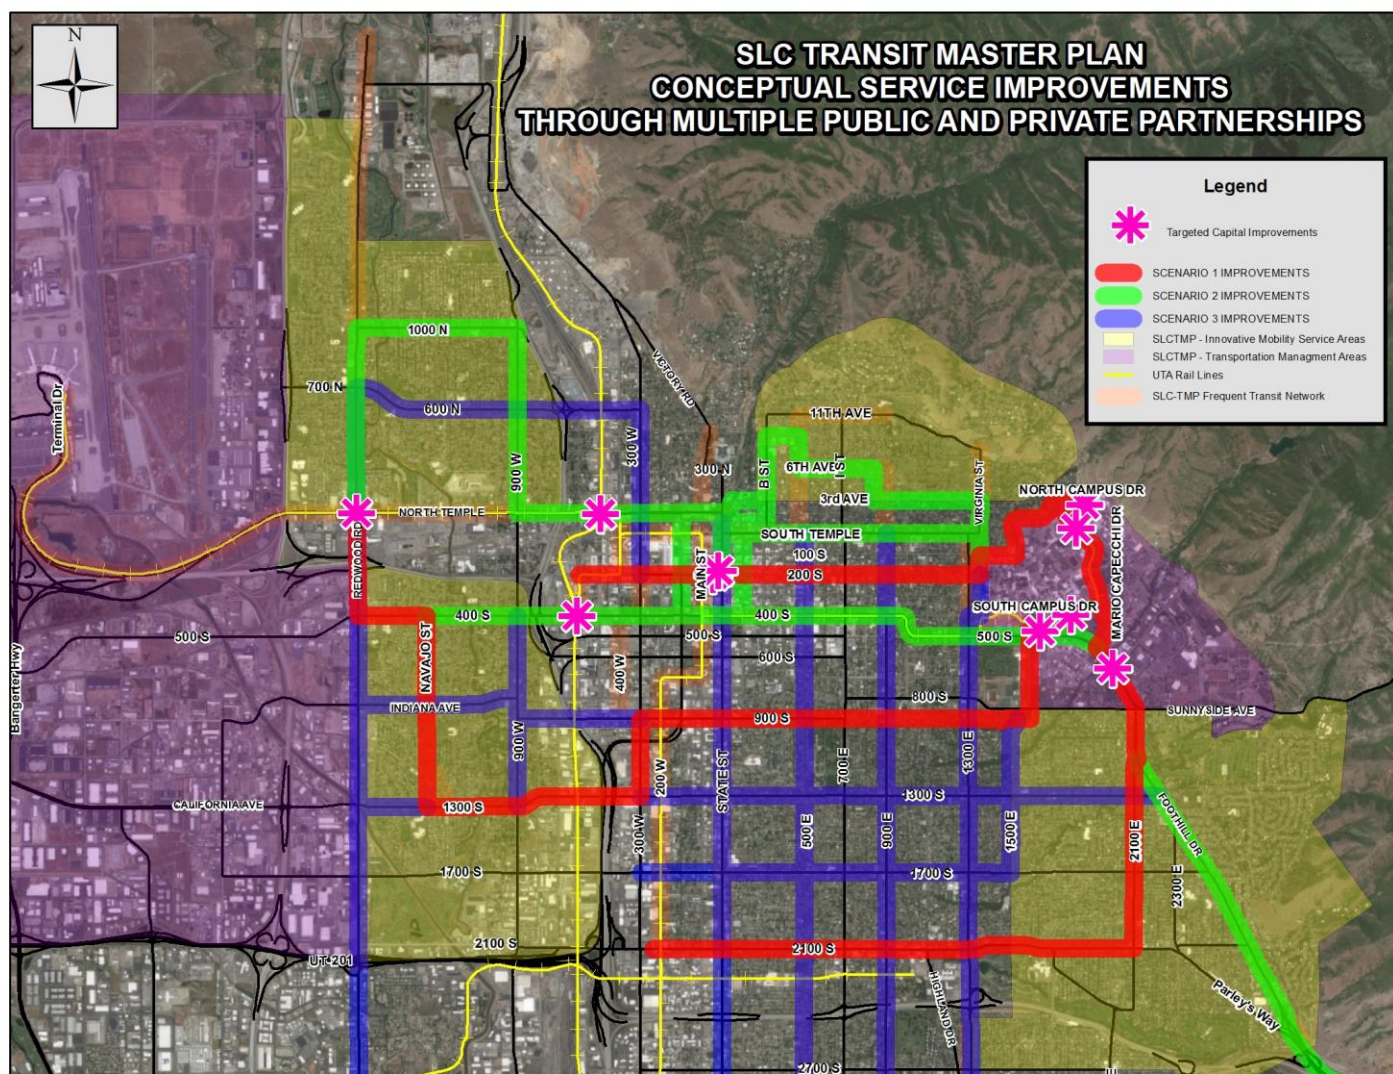 N
SLC TRANSIT MASTER PLAN
CONCEPTUAL SERVICE IMPROVEMENTS
THROUGH MULTIPLE PUBLIC AND PRIVATE PARTNERSHIPS
Legend
Targeted Capital Improvements
SCENARIO 1 IMPROVEMENTS
SCENARIO 2 IMPROVEMENTS
SCENARIO 3 IMPROVEMENTS
SLCTMP - Innovative Mobility Service Areas
SLCTMP - Transportation Managment Areas
UTA Rail Lines
SLC-TMP Frequent Transit Network
1000 N
VICTORY RD
700 N
600 N
Terminal Dr
11TH AVE
300 W
900 W
300 N
B ST
6TH AVE
I ST
VIRGINIA ST
3rd AVE
NORTH CAMPUS DR
NORTH TEMPLE
SOUTH TEMPLE
REDWOOD RD
MAIN ST
100 S
200 S
MARIO CAPECCHI DR
SOUTH CAMPUS DR
400 S
400 S
500 S
500 S
500 S
NAVAJO ST
600 S
400 W
Bangerter Hwy
800 S
INDIANA AVE
900 S
SUNNYSIDE AVE
900 W
200 W
STATE ST
700 E
1300 E
CALIFORNIA AVE
1300 S
1300 S
FOOTHILL DR
300 W
500 E
900 E
1500 E
2100 E
1700 S
1700 S
2300 E
2100 S
2100 S
UT 201
HIGHLAND DR
Parley's Way
2700 S
E